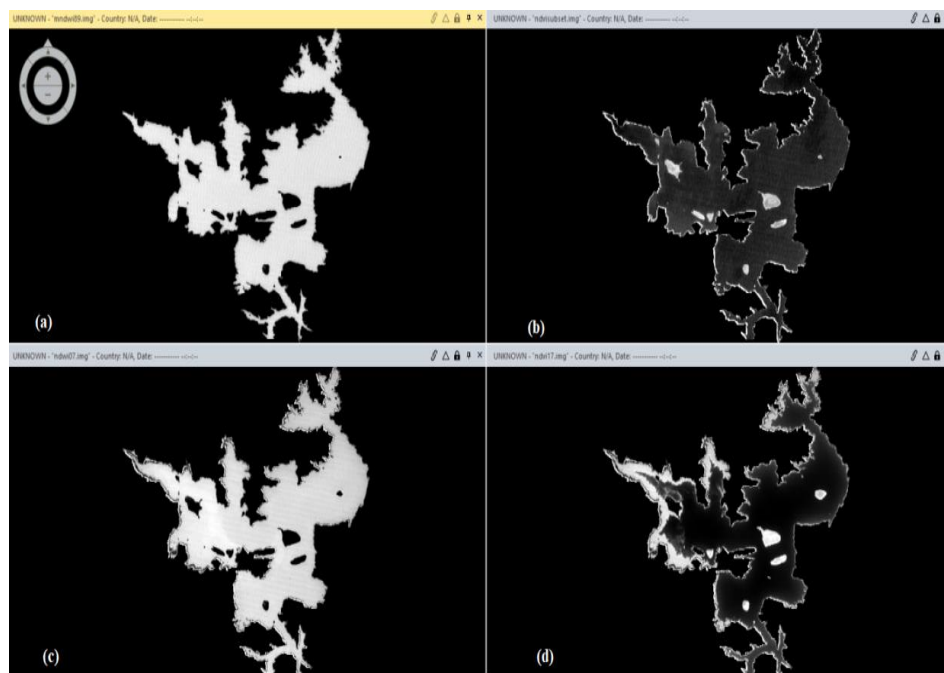 UNKNOWN - 'mndwi89.img' - Country: N/A, Date: ----------- --:--:--
UNKNOWN - 'ndvisubset.img' - Country: N/A, Date: ----------- --:--:--
(a)
(b)
UNKNOWN - 'ndwi07.img' - Country: N/A, Date: ----------- --:--:--
UNKNOWN - 'ndvi17.img' - Country: N/A, Date: ----------- --:--:--
(c)
(d)